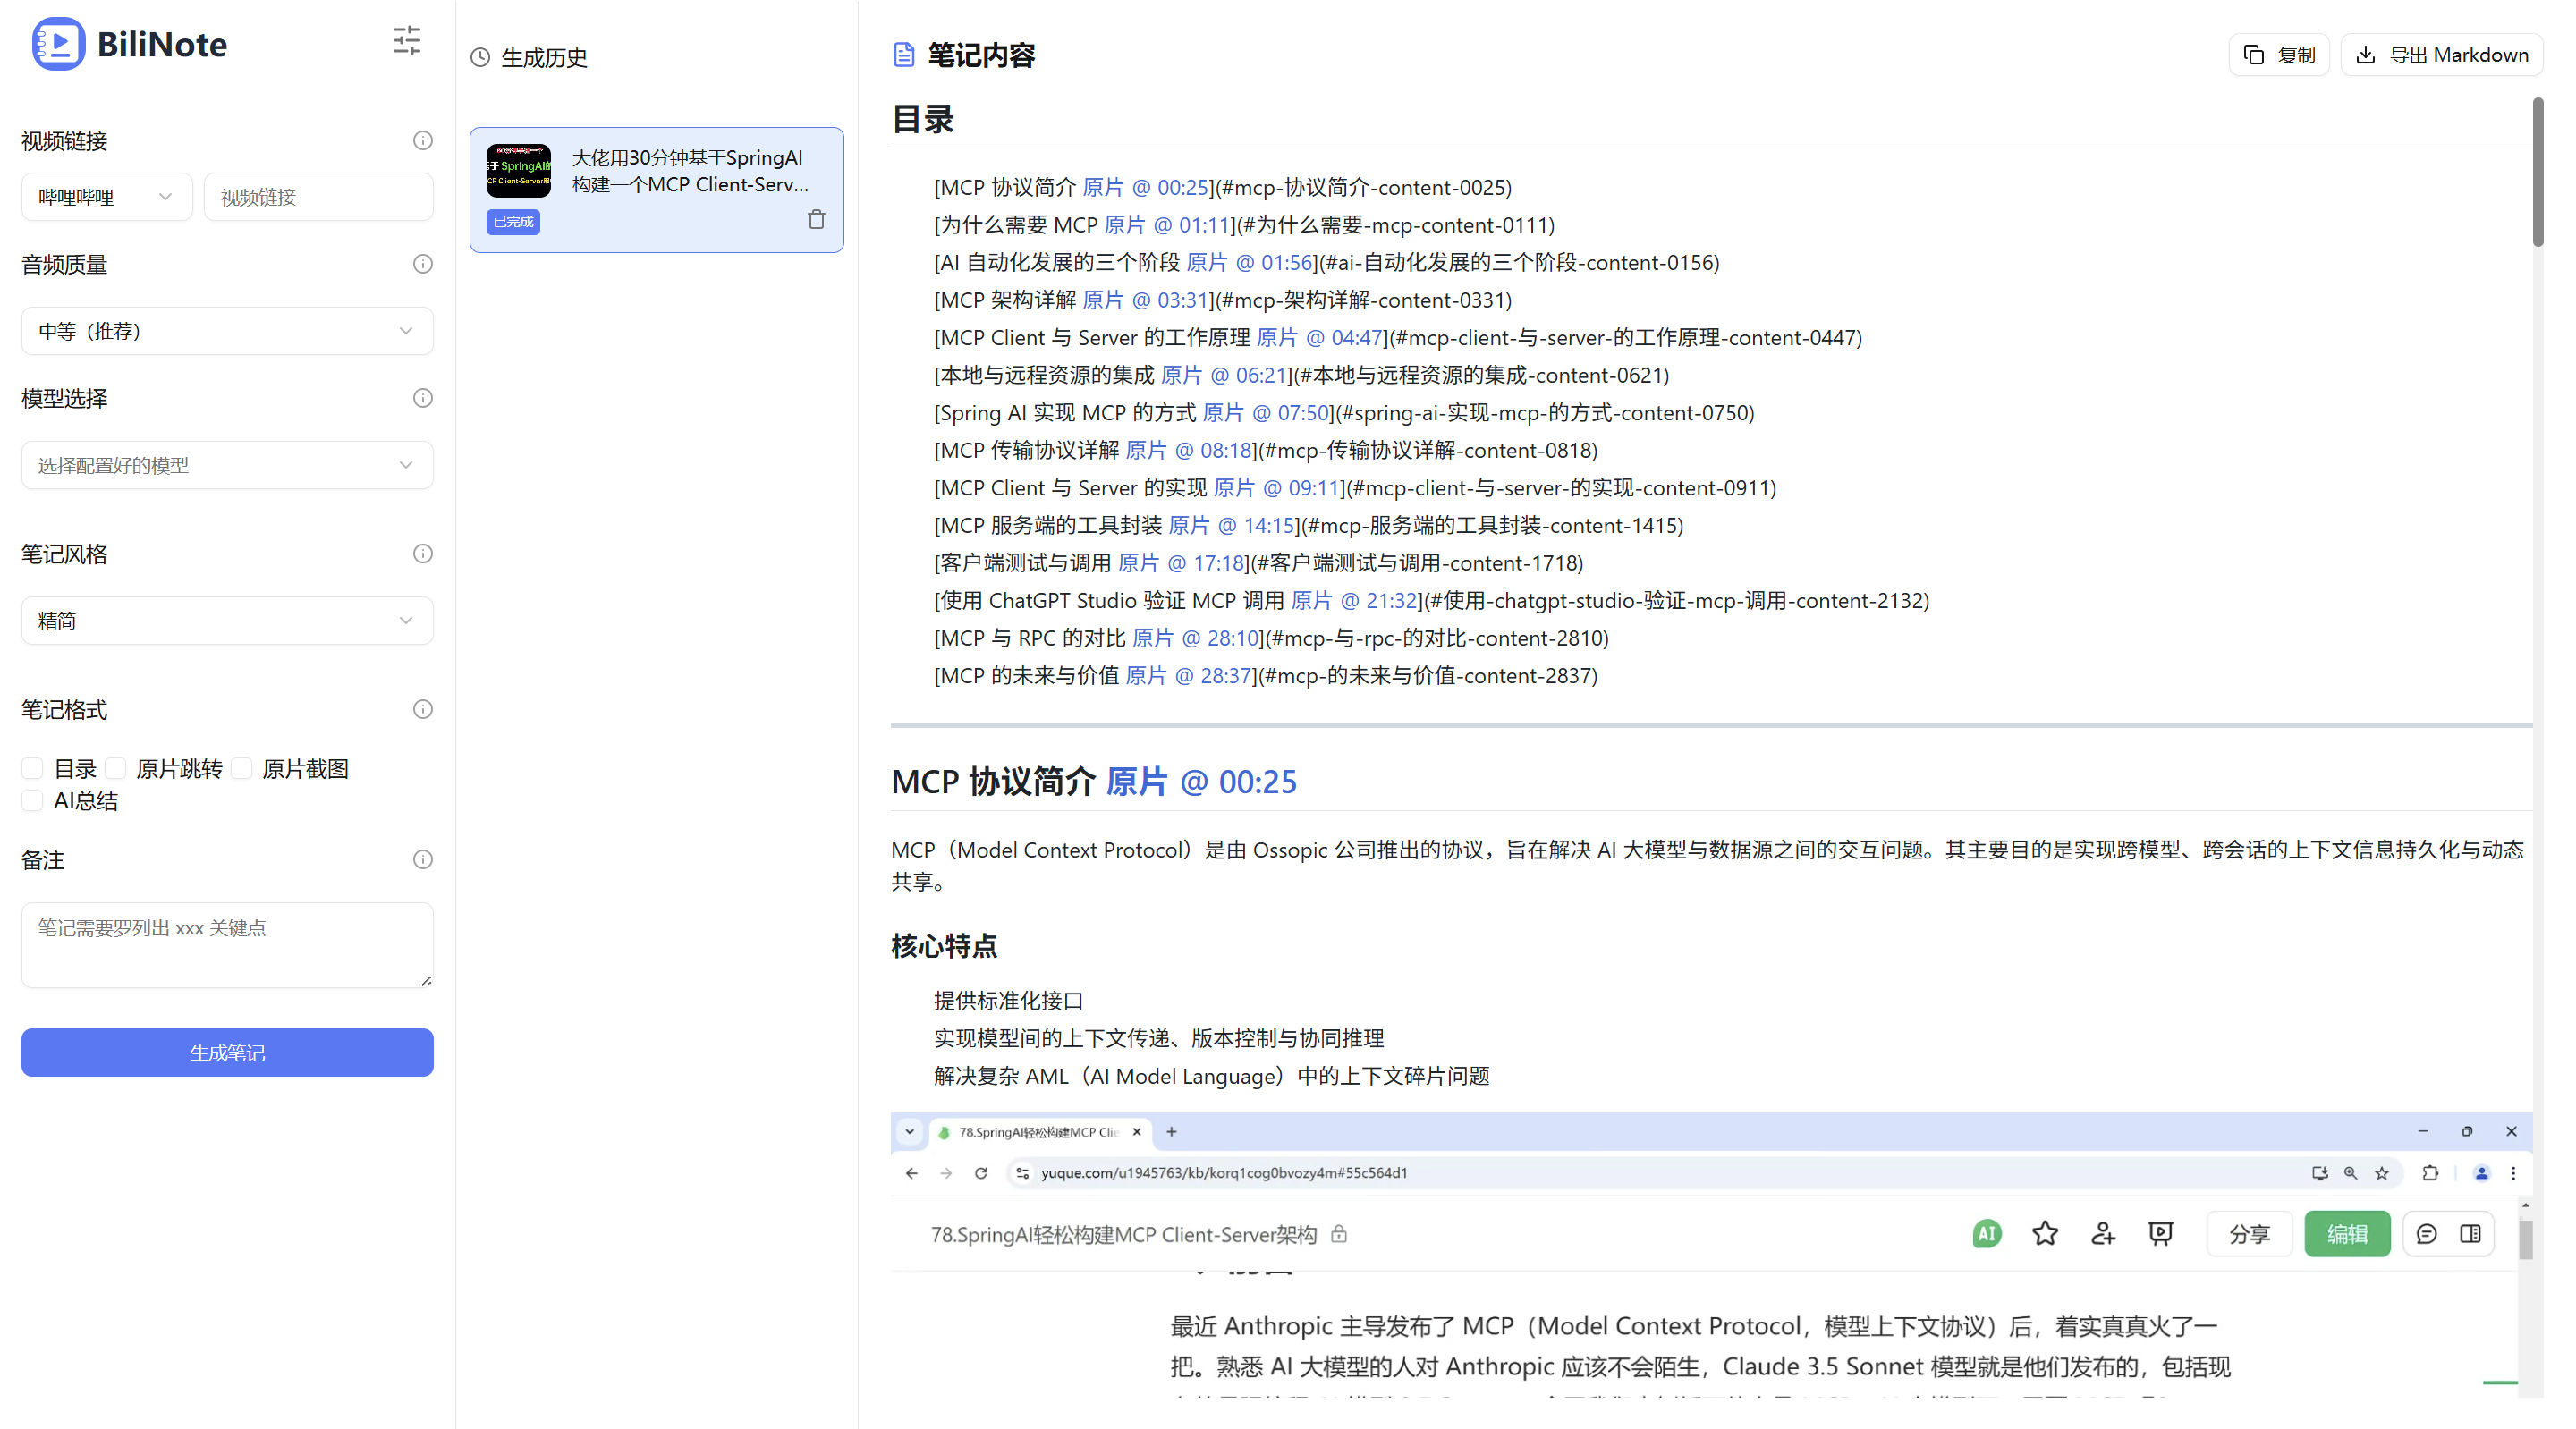 BiliNote
视频链接
哔哩哔哩
视频链接
音频质量
中等（推荐）
模型选择
选择配置好的模型
笔记风格
精简
笔记格式
目录 原片跳转 原片截图
AI总结
备注
笔记需要罗列出 xxx 关键点
生成笔记
生成历史
基于 SpringAI的
大佬用30分钟基于SpringAI
构建一个MCP Client-Serv...
已完成
笔记内容
复制
导出 Markdown
目录
[MCP 协议简介 原片 @ 00:25](#mcp-协议简介-content-0025)
[为什么需要 MCP 原片 @ 01:11](#为什么需要-mcp-content-0111)
[AI 自动化发展的三个阶段 原片 @ 01:56](#ai-自动化发展的三个阶段-content-0156)
[MCP 架构详解 原片 @ 03:31](#mcp-架构详解-content-0331)
[MCP Client 与 Server 的工作原理 原片 @ 04:47](#mcp-client-与-server-的工作原理-content-0447)
[本地与远程资源的集成 原片 @ 06:21](#本地与远程资源的集成-content-0621)
[Spring AI 实现 MCP 的方式 原片 @ 07:50](#spring-ai-实现-mcp-的方式-content-0750)
[MCP 传输协议详解 原片 @ 08:18](#mcp-传输协议详解-content-0818)
[MCP Client 与 Server 的实现 原片 @ 09:11](#mcp-client-与-server-的实现-content-0911)
[MCP 服务端的工具封装 原片 @ 14:15](#mcp-服务端的工具封装-content-1415)
[客户端测试与调用 原片 @ 17:18](#客户端测试与调用-content-1718)
[使用 ChatGPT Studio 验证 MCP 调用 原片 @ 21:32](#使用-chatgpt-studio-验证-mcp-调用-content-2132)
[MCP 与 RPC 的对比 原片 @ 28:10](#mcp-与-rpc-的对比-content-2810)
[MCP 的未来与价值 原片 @ 28:37](#mcp-的未来与价值-content-2837)
MCP 协议简介 原片 @ 00:25
MCP（Model Context Protocol）是由 Ossopic 公司推出的协议，旨在解决 AI 大模型与数据源之间的交互问题。其主要目的是实现跨模型、跨会话的上下文信息持久化与动态
共享。
核心特点
提供标准化接口
实现模型间的上下文传递、版本控制与协同推理
解决复杂 AML（AI Model Language）中的上下文碎片问题
78.SpringAI轻松构建MCP Clie
yuque.com/u1945763/kb/korq1cog0bvozy4m#55c564d1
78.SpringAI轻松构建MCP Client-Server架构
AI
分享
编辑
最近 Anthropic 主导发布了 MCP（Model Context Protocol，模型上下文协议）后，着实真真火了一
把。熟悉 AI 大模型的人对 Anthropic 应该不会陌生，Claude 3.5 Sonnet 模型就是他们发布的，包括现